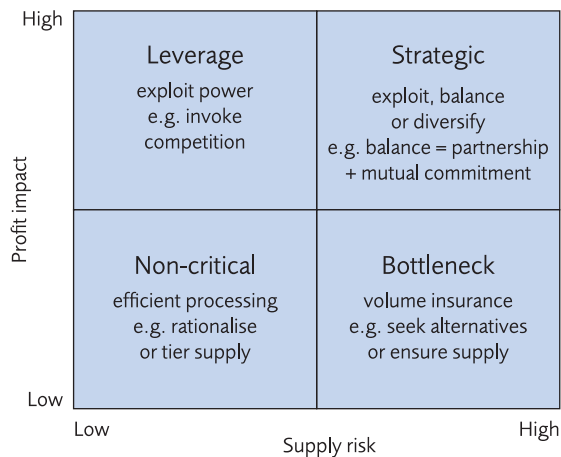 High
Profit impact
Low
Leverage
exploit power
e.g. invoke
competition
Strategic
exploit, balance
or diversify
e.g. balance = partnership
+ mutual commitment
Non-critical
efficient processing
e.g. rationalise
or tier supply
Bottleneck
volume insurance
e.g. seek alternatives
or ensure supply
Low
Supply risk
High